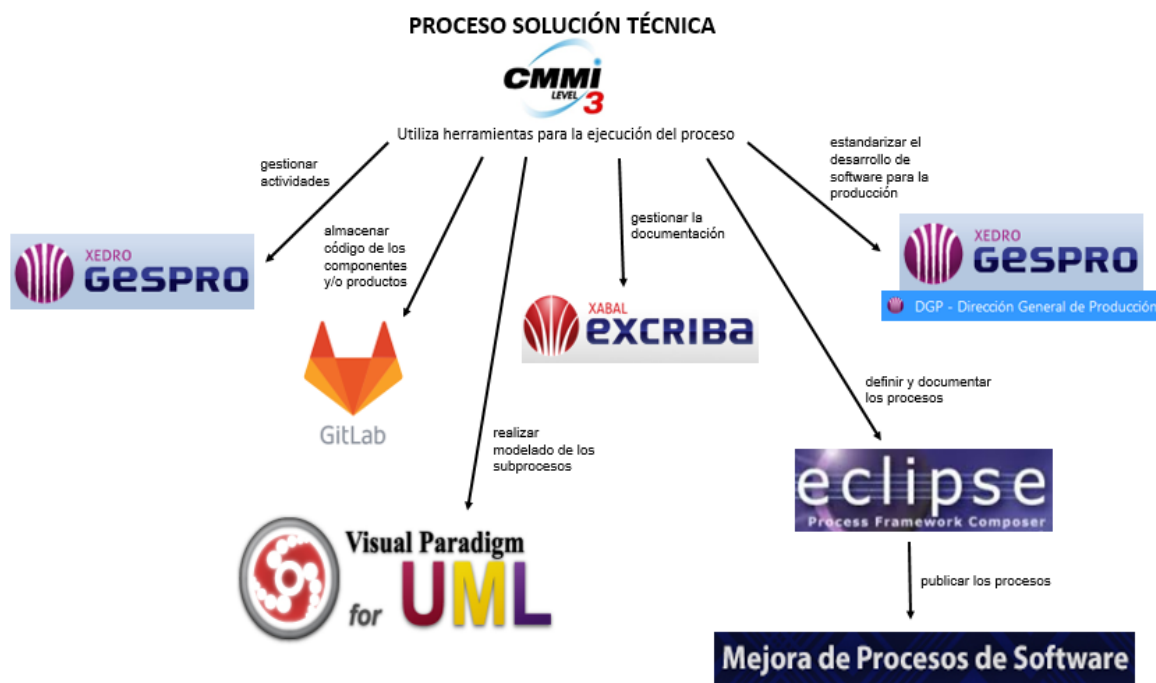 PROCESO SOLUCIÓN TÉCNICA
CMMi
LEVEL 3
Utiliza herramientas para la ejecución del proceso
gestionar
actividades
almacenar
código de los
componentes
y/o productos
gestionar la
documentación
estandarizar el
desarrollo de
software para la
producción
XEDRO
GESPRO
GitLab
XABAL
EXCRIBA
XEDRO
GESPRO
DGP - Dirección General de Producción
realizar
modelado de los
subprocesos
definir y documentar
los procesos
Visual Paradigm
for UML
eclipse
Process Framework Composer
publicar los procesos
Mejora de Procesos de Software